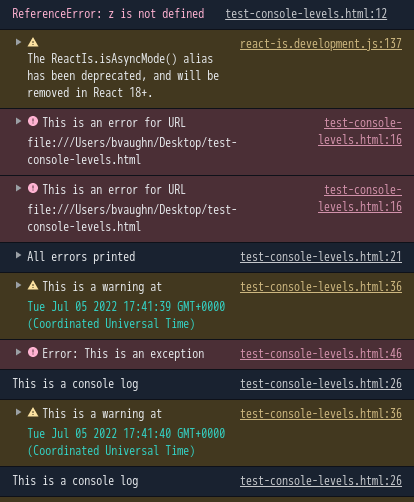 ReferenceError: z is not defined test-console-levels.html:12
react-is.development.js:137
The ReactIs.isAsyncMode() alias
has been deprecated, and will be
removed in React 18+.
This is an error for URL test-console-
file:///Users/bvaughn/Desktop/test- levels.html:16
console-levels.html
This is an error for URL test-console-
file:///Users/bvaughn/Desktop/test- levels.html:16
console-levels.html
All errors printed test-console-levels.html:21
This is a warning at test-console-levels.html:36
Tue Jul 05 2022 17:41:39 GMT+0000
(Coordinated Universal Time)
Error: This is an exception test-console-levels.html:46
This is a console log test-console-levels.html:26
This is a warning at test-console-levels.html:36
Tue Jul 05 2022 17:41:40 GMT+0000
(Coordinated Universal Time)
This is a console log test-console-levels.html:26